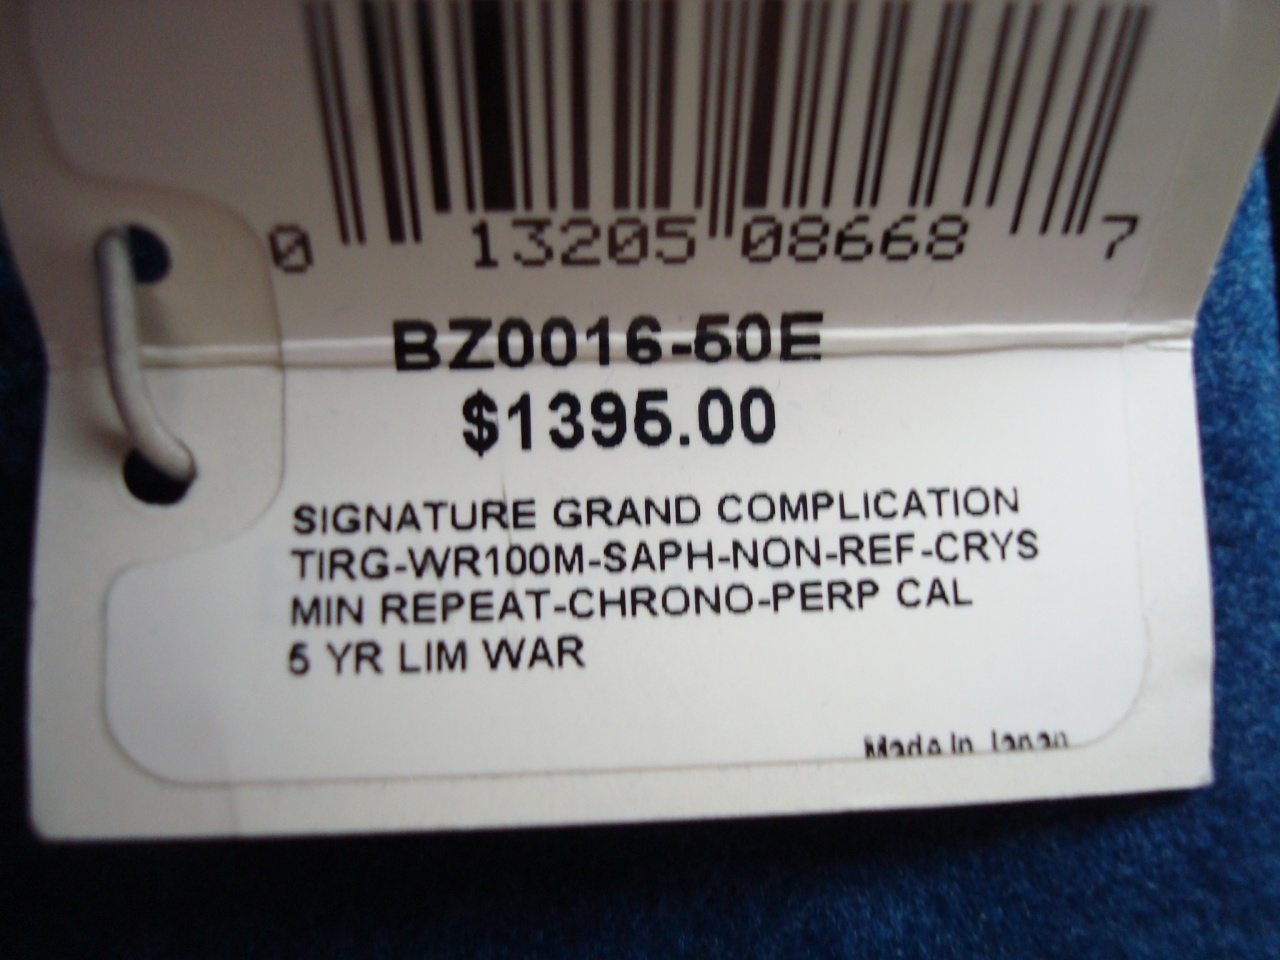 0 13205 08668 7
BZ0016-50E
$1395.00
SIGNATURE GRAND COMPLICATION
TIRG-WR100M-SAPH-NON-REF-CRYS
MIN REPEAT-CHRONO-PERP CAL
5 YR LIM WAR
Made in Japan